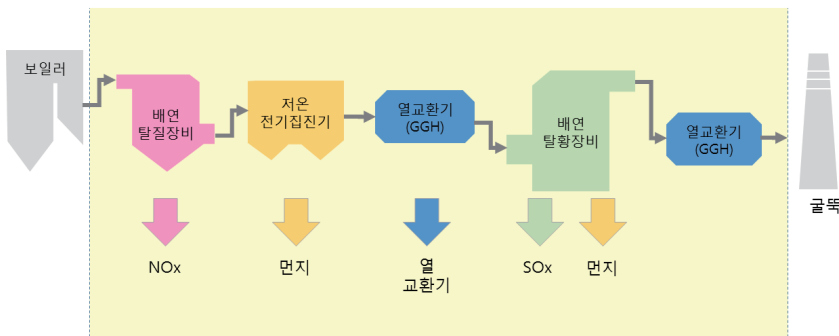 보일러
배연
탈질장비
저온
전기집진기
열교환기
(GGH)
배연
탈황장비
열교환기
(GGH)
굴뚝
NOx
먼지
열
교환기
SOx
먼지